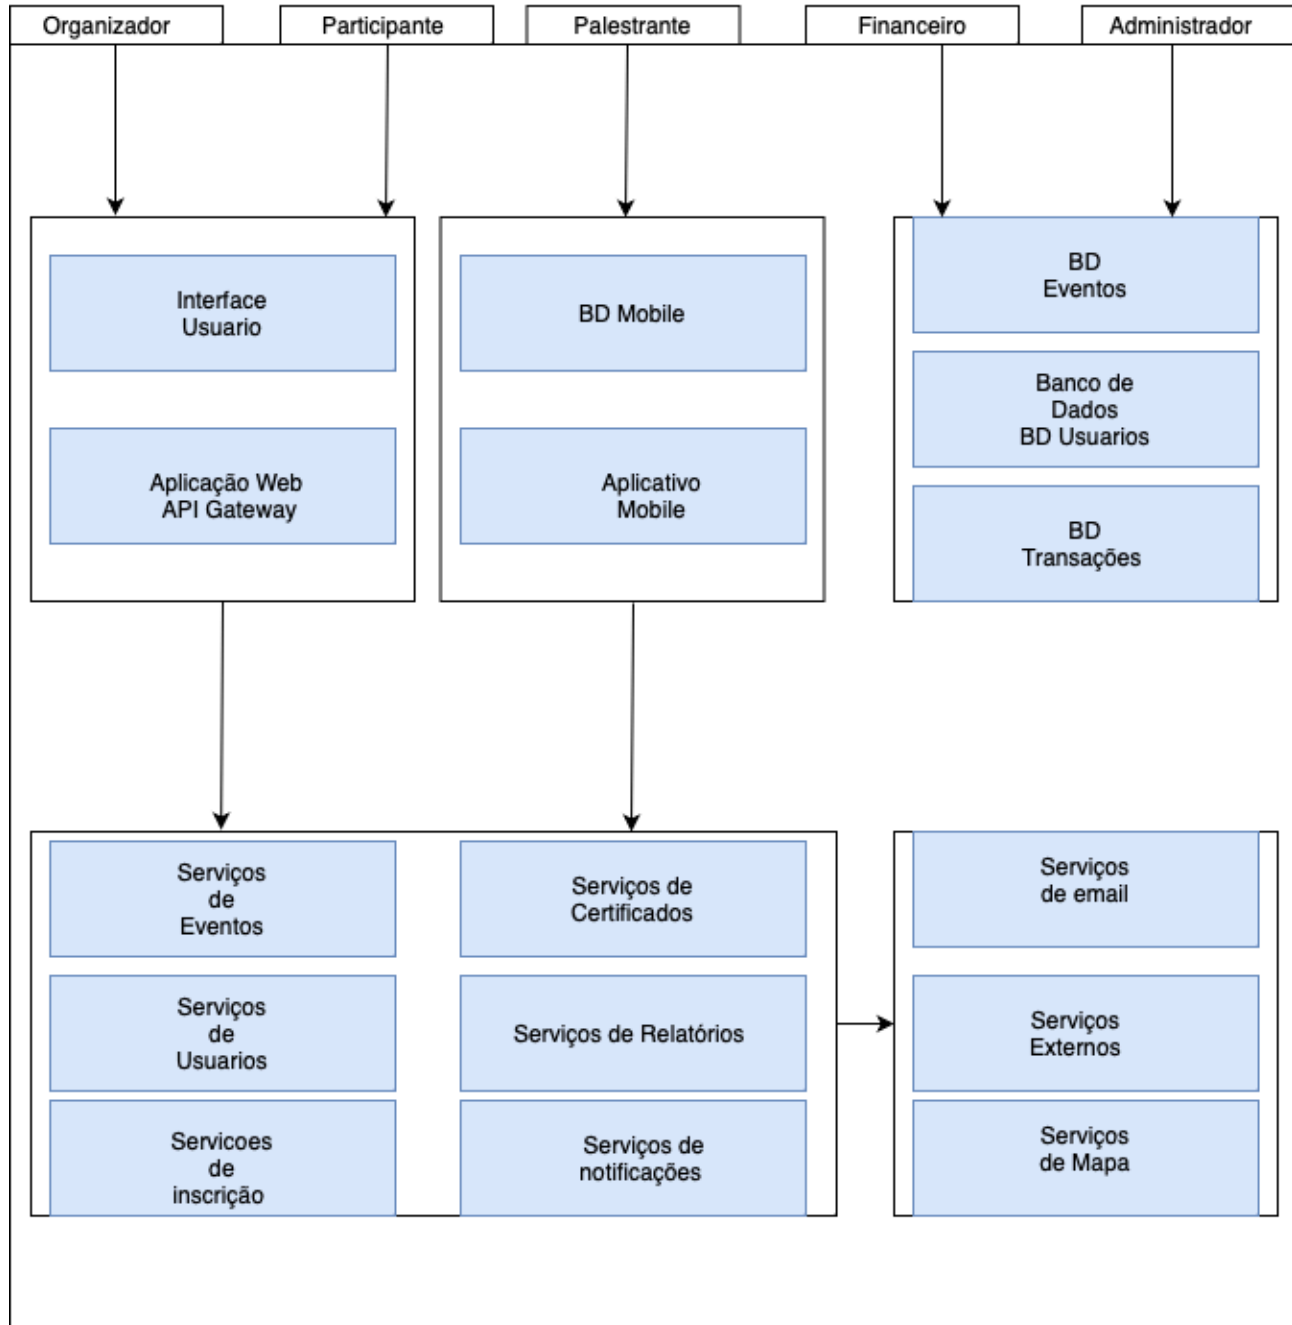 Organizador
Participante
Palestrante
Financeiro
Administrador
Interface
Usuario
Aplicação Web
API Gateway
BD Mobile
Aplicativo
Mobile
BD
Eventos
Banco de
Dados
BD Usuarios
BD
Transações
Serviços
de
Eventos
Serviços
de
Usuarios
Servicoes
de
inscrição
Serviços de
Certificados
Serviços de Relatórios
Serviços de
notificações
Serviços
de email
Serviços
Externos
Serviços
de Mapa